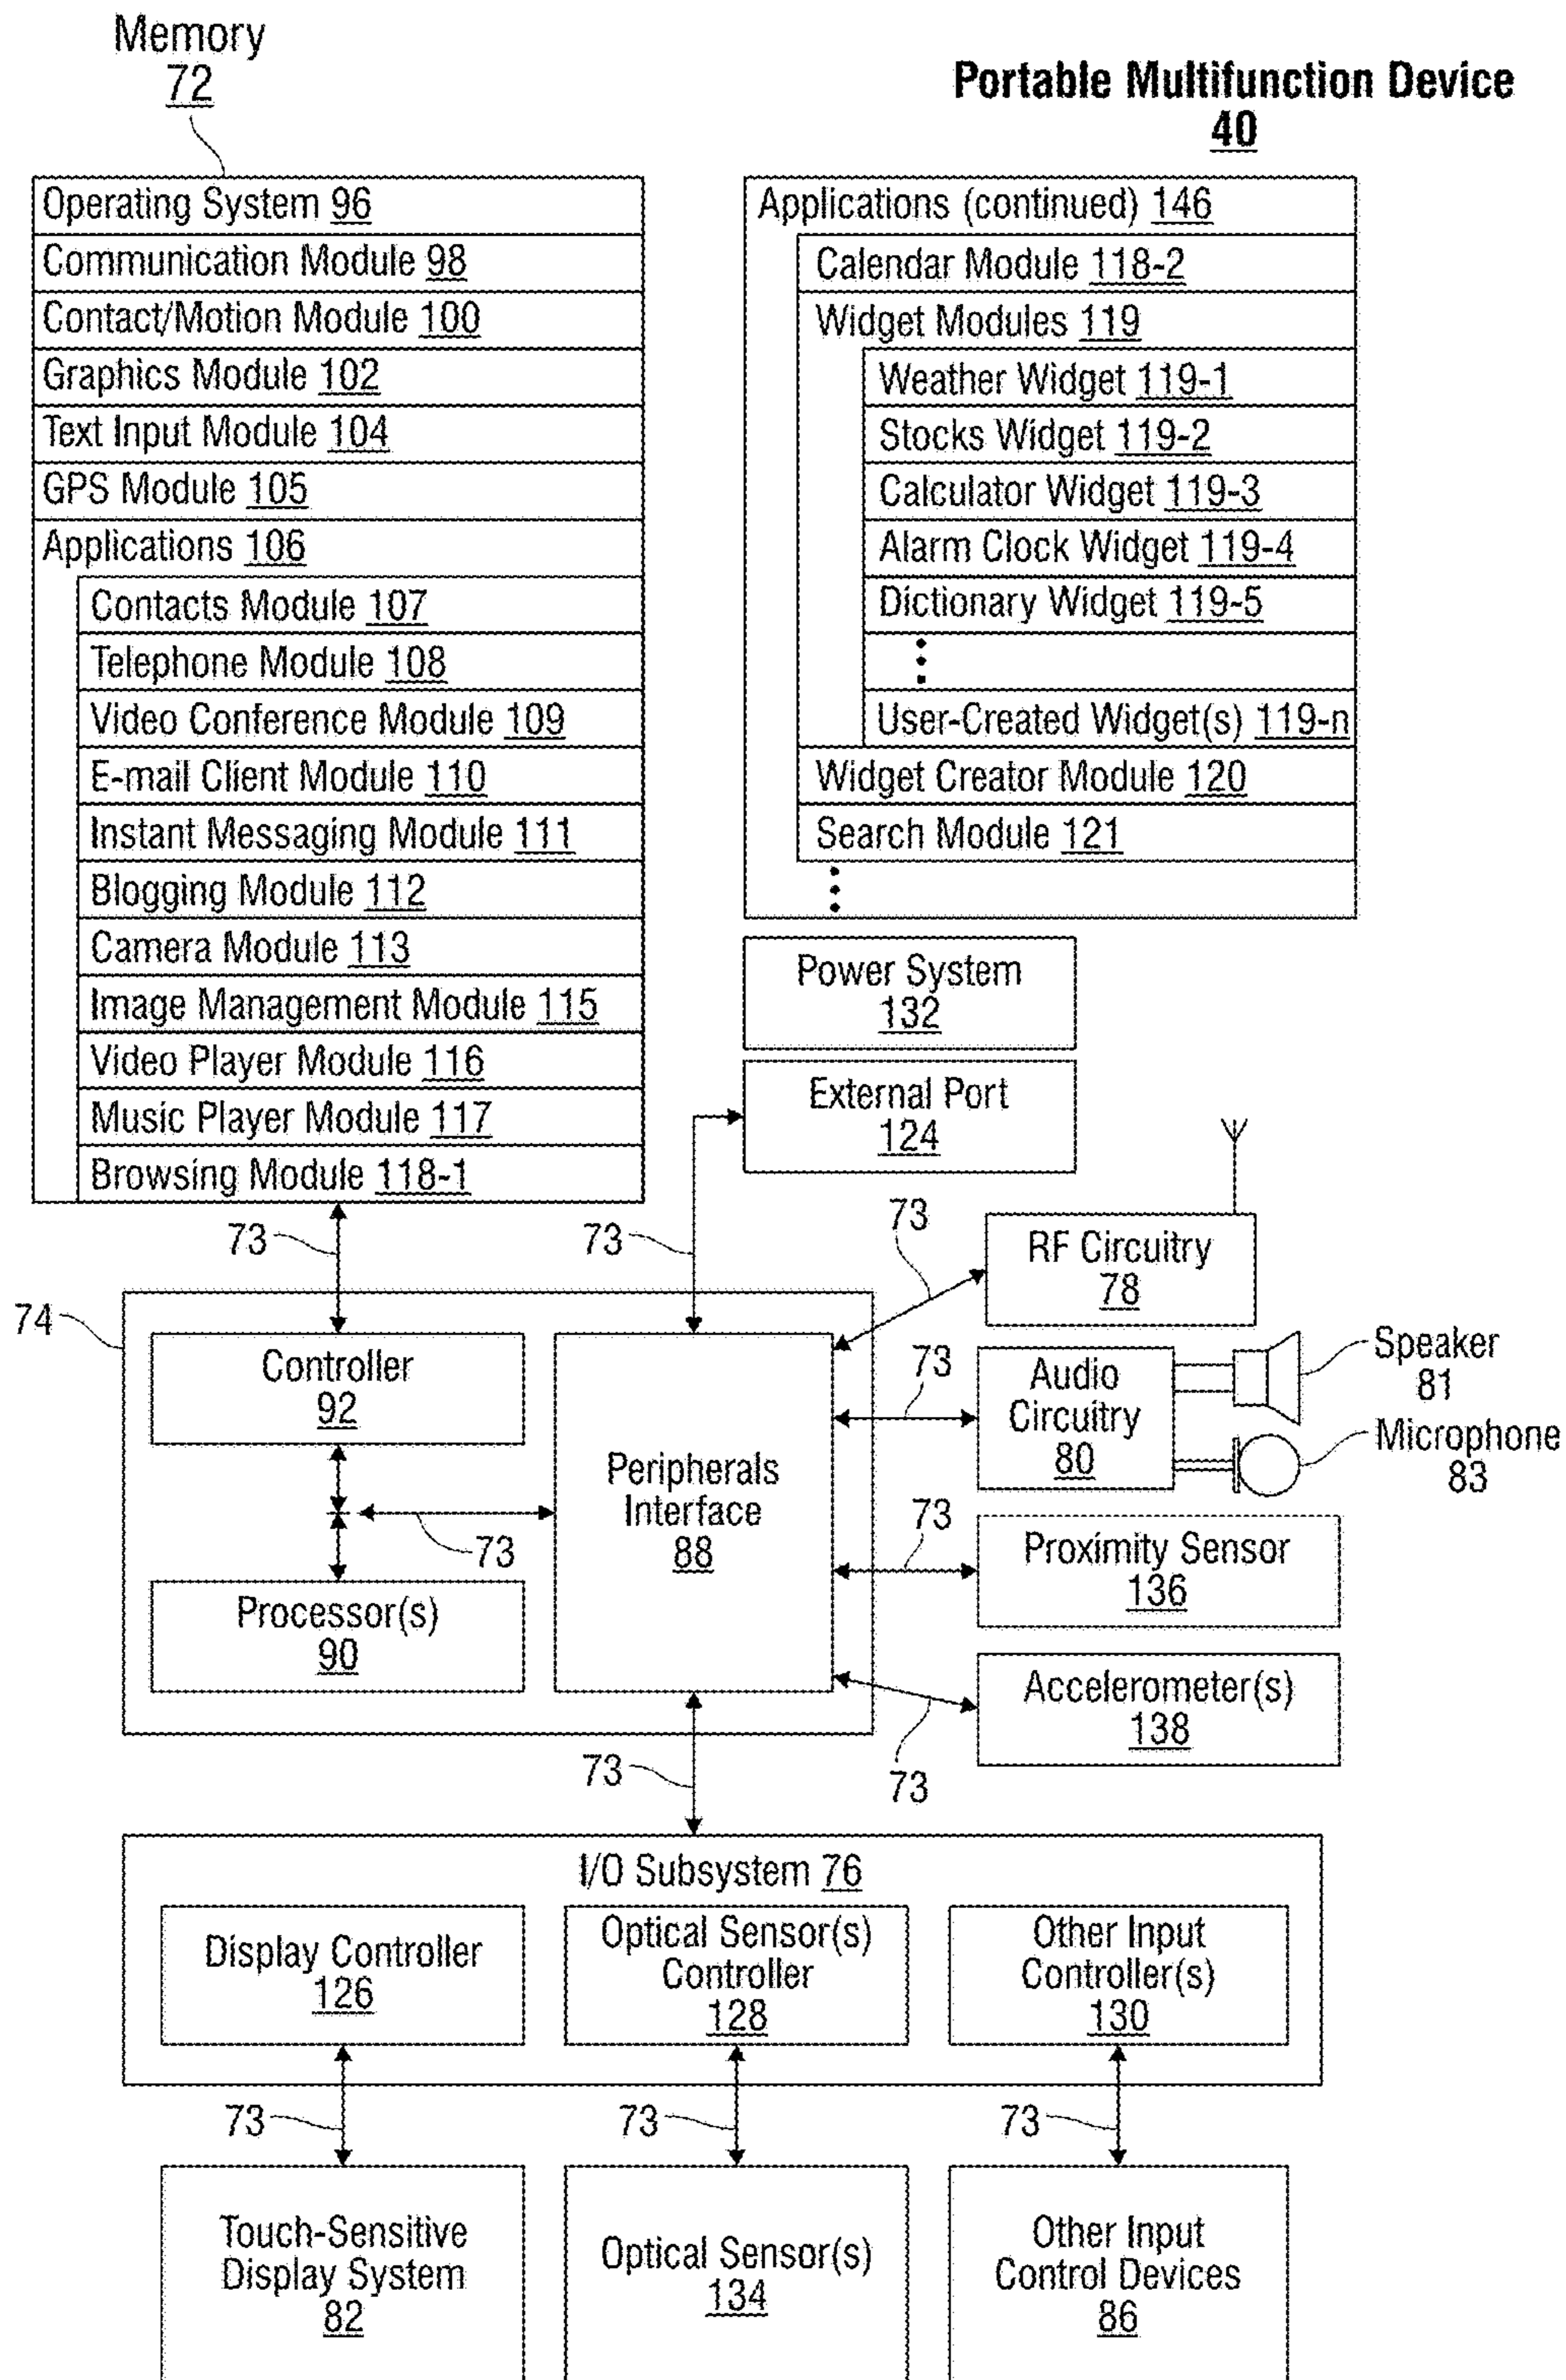 Memory
72
Portable Multifunction Device
40
Operating System 96
Communication Module 98
Contact/Motion Module 100
Graphics Module 102
Text Input Module 104
GPS Module 105
Applications 106
Contacts Module 107
Telephone Module 108
Video Conference Module 109
E-mail Client Module 110
Instant Messaging Module 111
Blogging Module 112
Camera Module 113
Image Management Module 115
Video Player Module 116
Music Player Module 117
Browsing Module 118-1
Applications (continued) 146
Calendar Module 118-2
Widget Modules 119
Weather Widget 119-1
Stocks Widget 119-2
Calculator Widget 119-3
Alarm Clock Widget 119-4
Dictionary Widget 119-5
User-Created Widget(s) 119-n
Widget Creator Module 120
Search Module 121
Power System
132
External Port
124
73
73
73
RF Circuitry
78
74
Controller
92
Peripherals
Interface
88
73
Processor(s)
90
73
Audio
Circuitry
80
Speaker
81
Microphone
83
73
Proximity Sensor
136
Accelerometer(s)
138
73
73
I/O Subsystem 76
Display Controller
126
Optical Sensor(s)
Controller
128
Other Input
Controller(s)
130
73
73
73
Touch-Sensitive
Display System
82
Optical Sensor(s)
134
Other Input
Control Devices
86